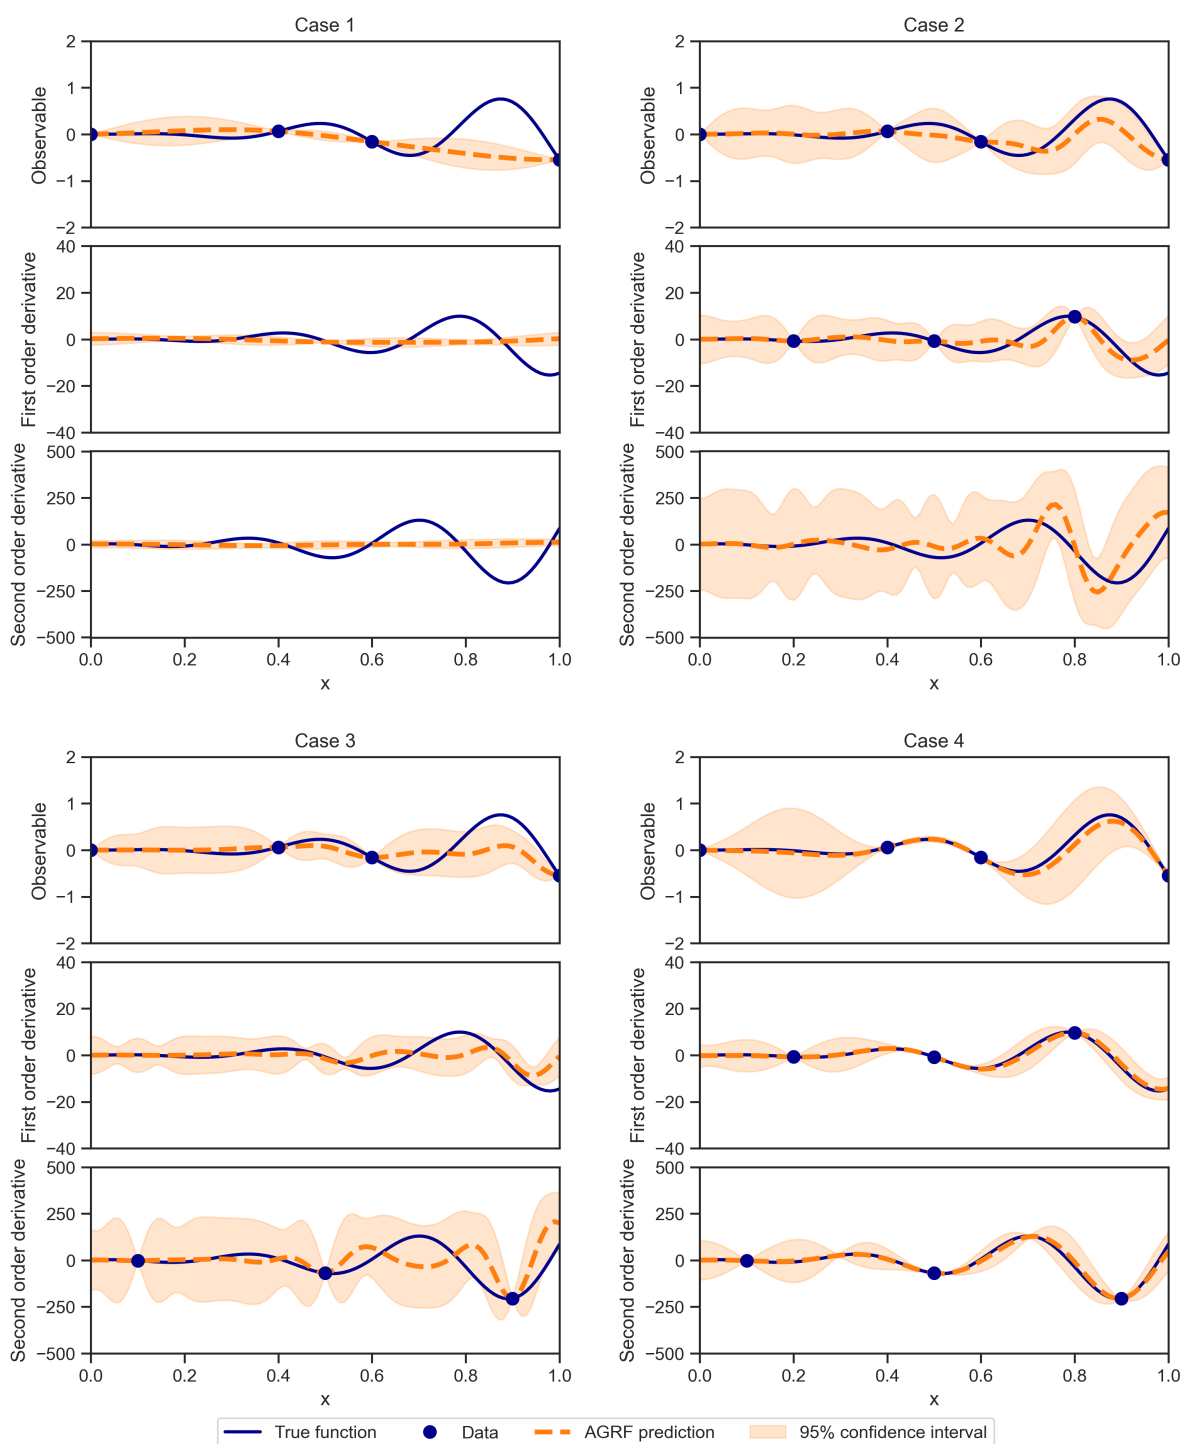 Case 1
2
1
0
−1
−2
Observable
40
20
0
−20
−40
First order derivative
500
250
0
−250
−500
Second order derivative
0.0 0.2 0.4 0.6 0.8 1.0
x
Case 2
2
1
0
−1
−2
Observable
40
20
0
−20
−40
First order derivative
500
250
0
−250
−500
Second order derivative
0.0 0.2 0.4 0.6 0.8 1.0
x
Case 3
2
1
0
−1
−2
Observable
40
20
0
−20
−40
First order derivative
500
250
0
−250
−500
Second order derivative
0.0 0.2 0.4 0.6 0.8 1.0
x
Case 4
2
1
0
−1
−2
Observable
40
20
0
−20
−40
First order derivative
500
250
0
−250
−500
Second order derivative
0.0 0.2 0.4 0.6 0.8 1.0
x
True function Data AGRF prediction 95% confidence interval